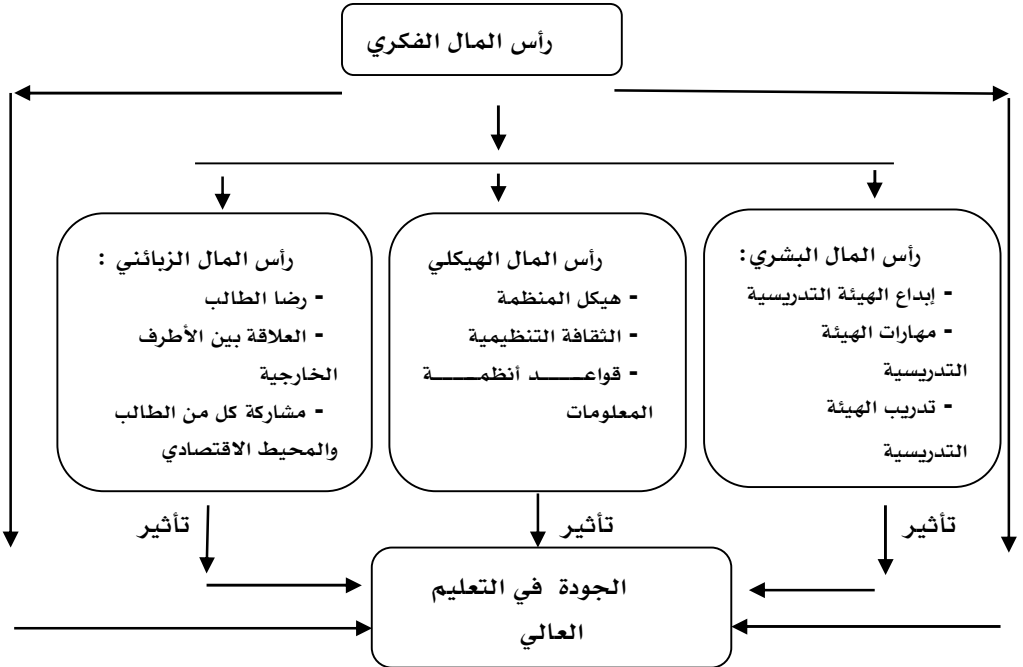 رأس المال الفكري
رأس المال البشري:
- إبداع الهيئة التدريسية
- مهارات الهيئة
التدريسية
- تدريب الهيئة
التدريسية
رأس المال الهيكلي
- هيكل المنظمة
- الثقافة التنظيمية
- قواعــــد أنظمــــــة
المعلومات
رأس المال الزبائني :
- رضا الطالب
- العلاقة بين الأطرف
الخارجية
- مشاركة كل من الطالب
والمحيط الاقتصادي
تأثير
تأثير
تأثير
الجودة في التعليم
العالي